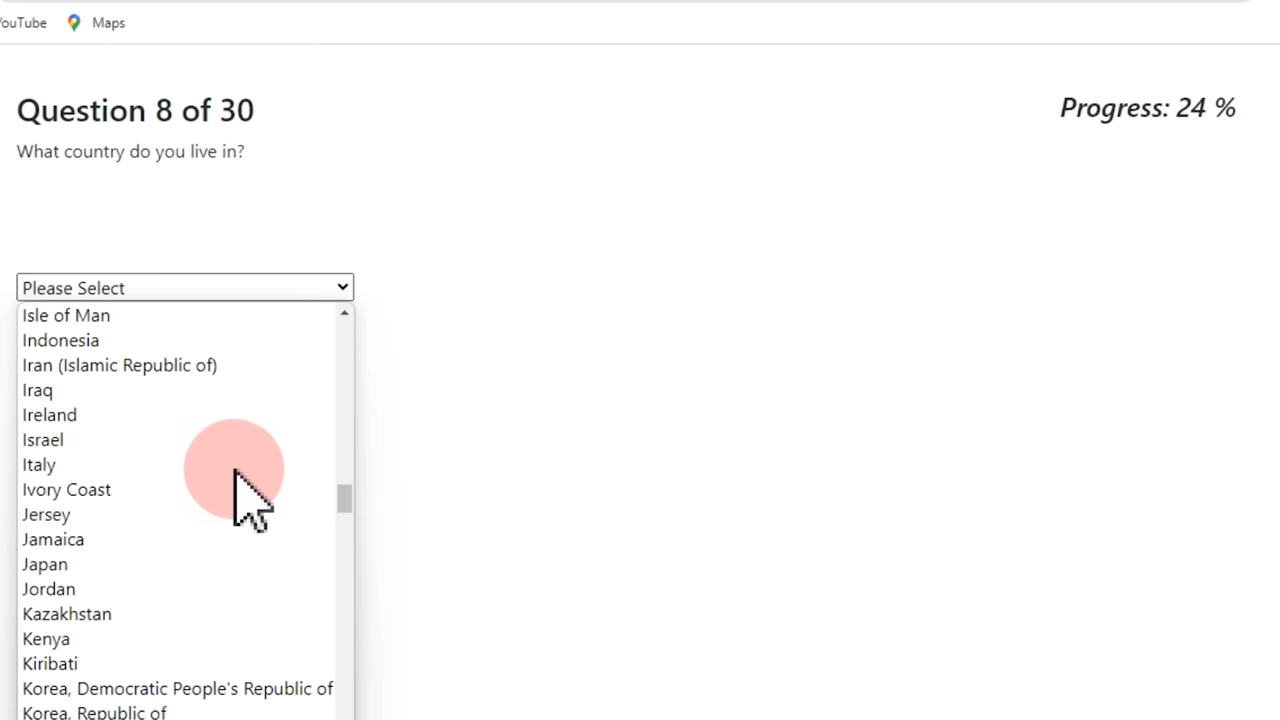 YouTube Maps
Question 8 of 30
Progress: 24 %
What country do you live in?
Please Select
Isle of Man
Indonesia
Iran (Islamic Republic of)
Iraq
Ireland
Israel
Italy
Ivory Coast
Jersey
Jamaica
Japan
Jordan
Kazakhstan
Kenya
Kiribati
Korea, Democratic People's Republic of
Korea, Republic of